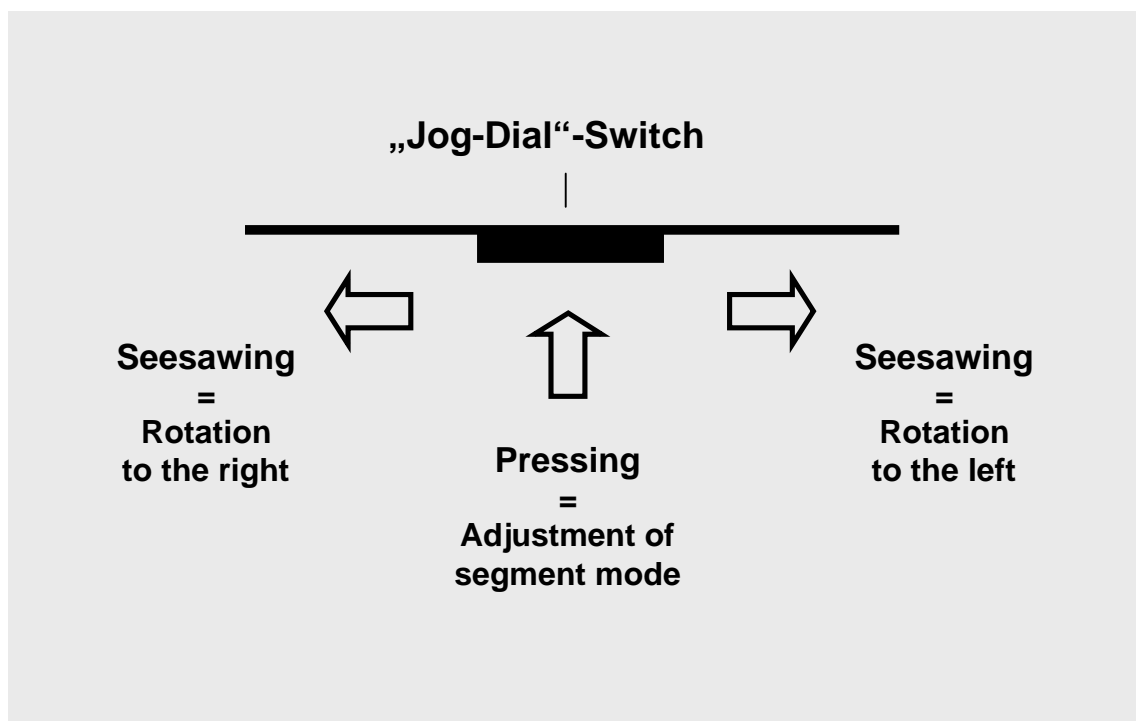 „Jog-Dial“-Switch
Seesawing
=
Rotation
to the right
Pressing
=
Adjustment of
segment mode
Seesawing
=
Rotation
to the left